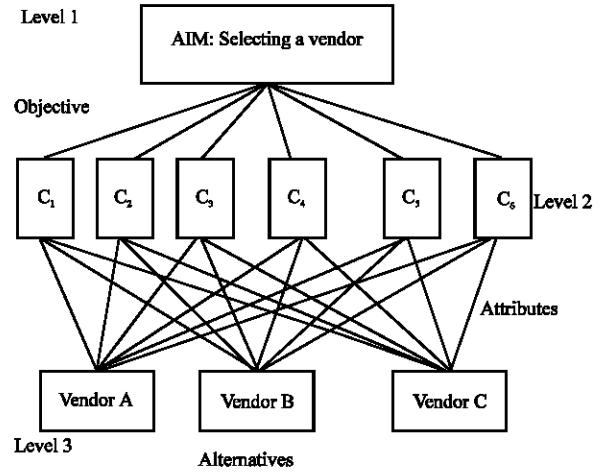 Level 1
AIM: Selecting a vendor
Objective
C₁ C₂ C₃ C₄ C₅ C₆
Level 2
Attributes
Vendor A Vendor B Vendor C
Level 3
Alternatives